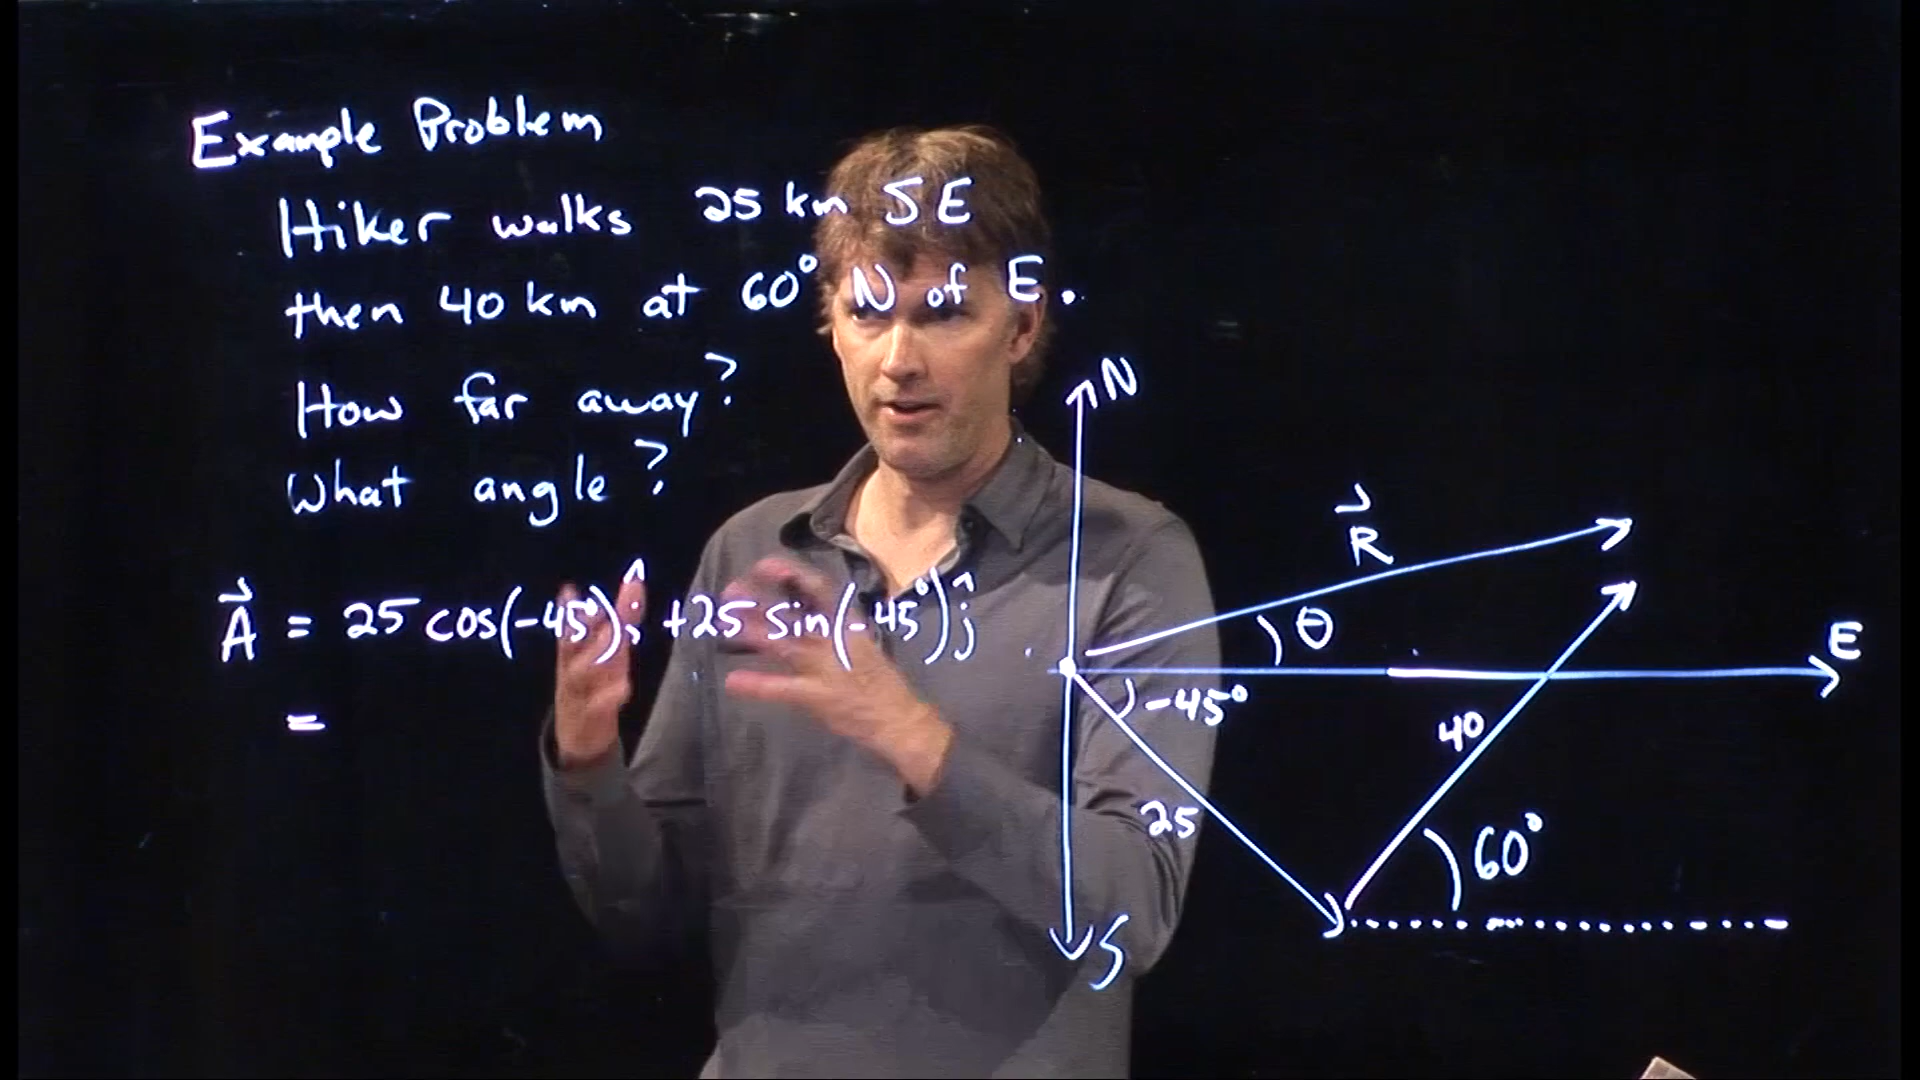 Example Problem
Hiker walks 25 km SE
then 40 km at 60° N of E.
How far away?
What angle?
A⃗ = 25 cos(-45°)î + 25 sin(-45°)ĵ
=
N
R⃗
θ
E
-45°
40
25
60°
S